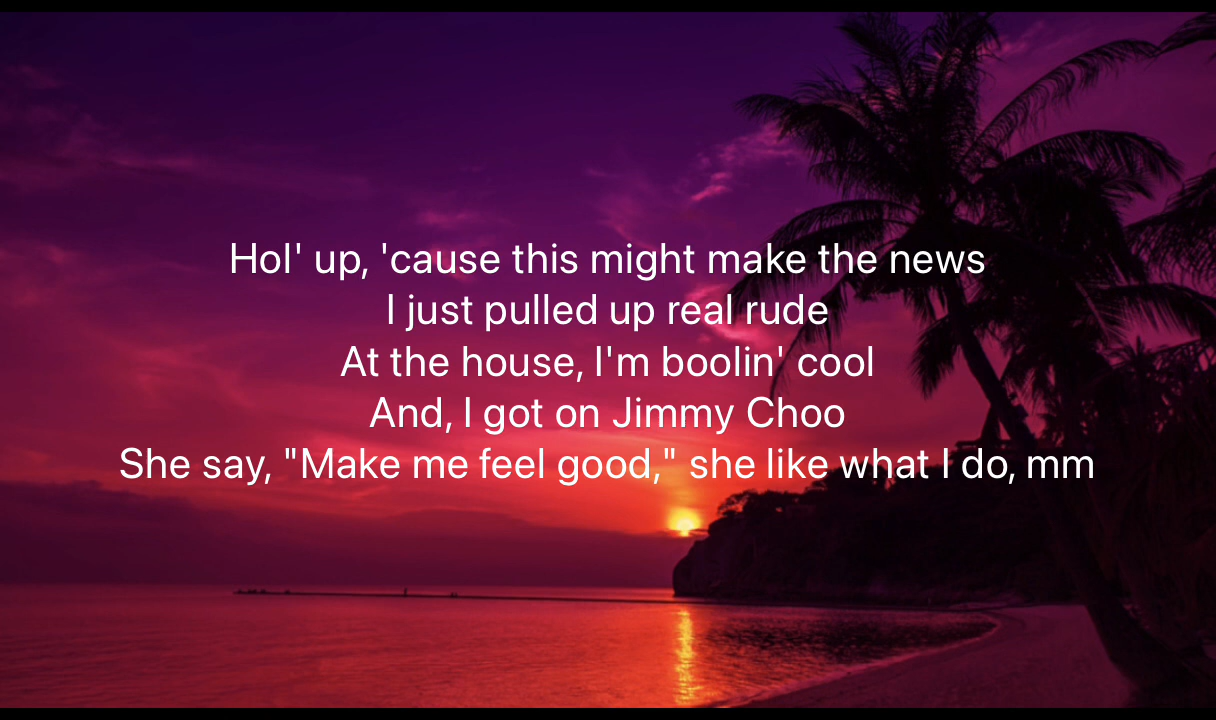 Hol' up, 'cause this might make the news
I just pulled up real rude
At the house, I'm boolin' cool
And, I got on Jimmy Choo
She say, "Make me feel good," she like what I do, mm